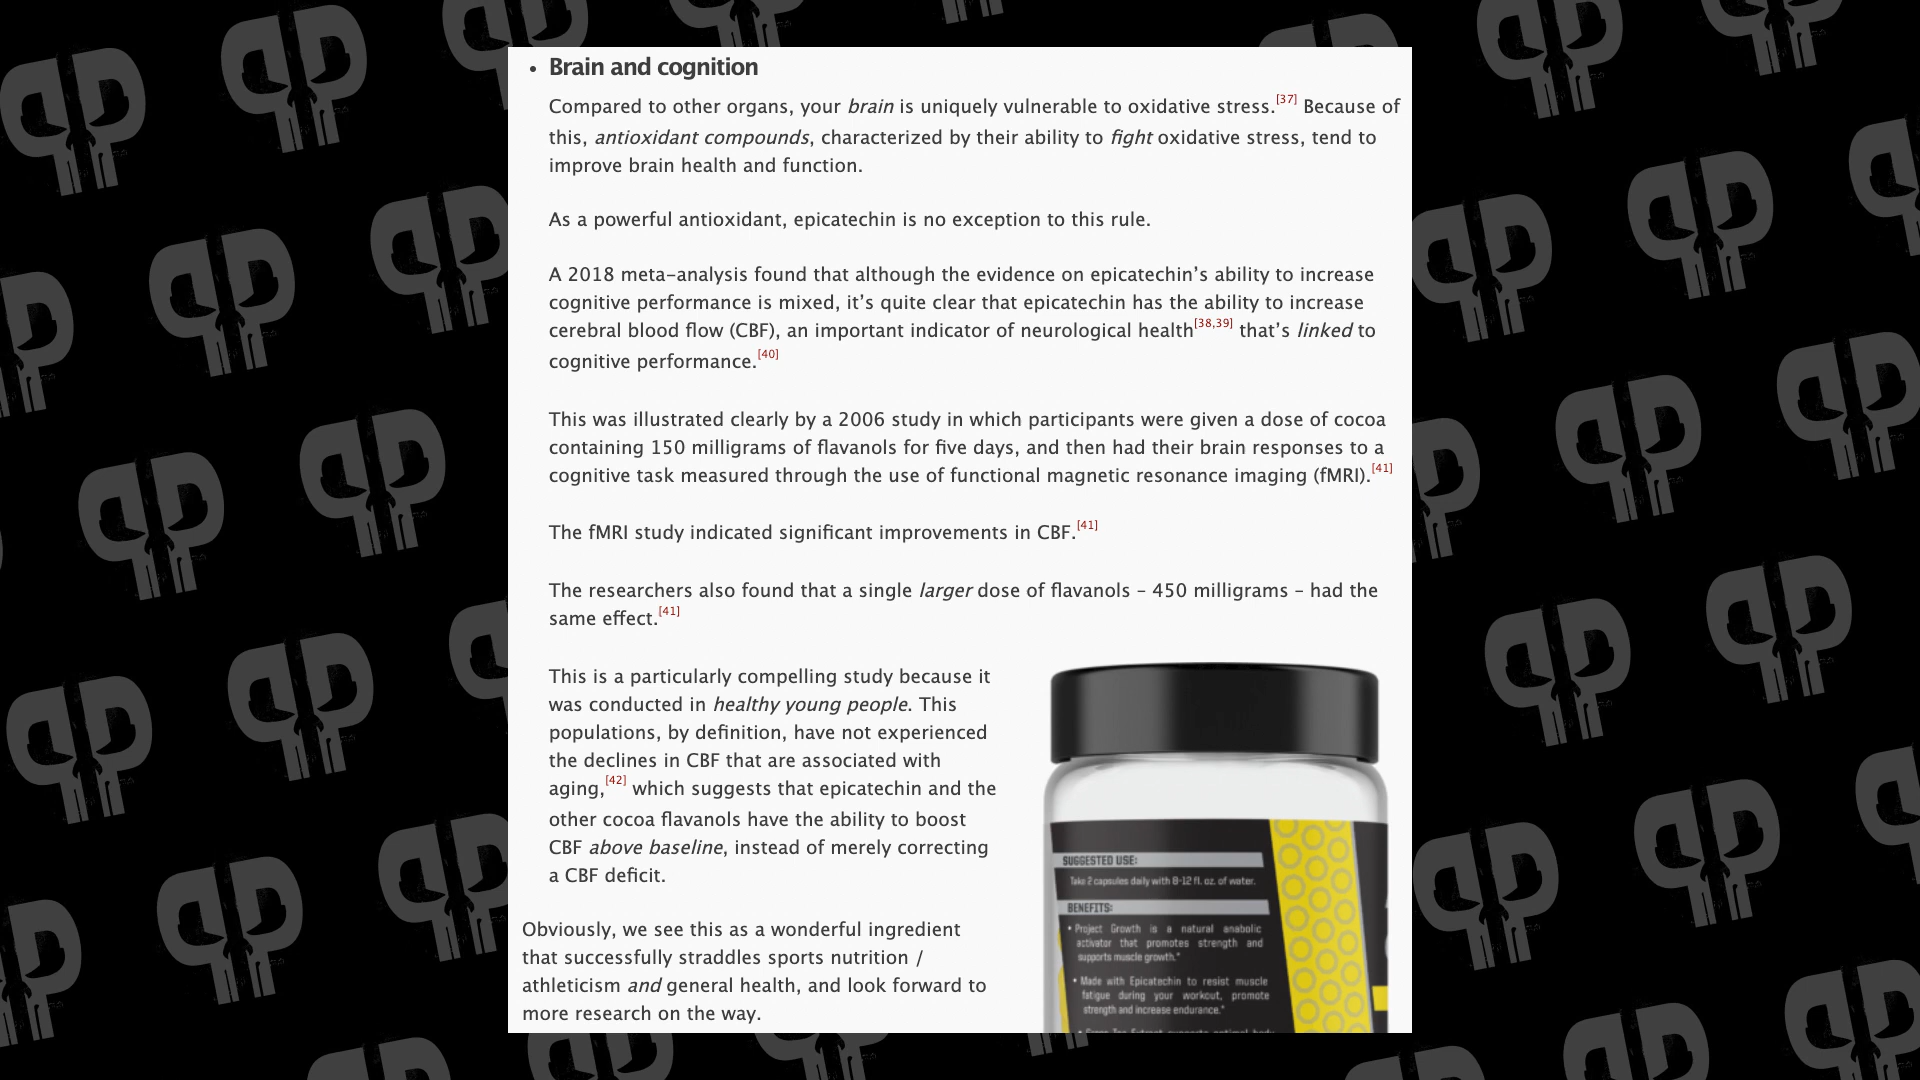 • Brain and cognition
Compared to other organs, your brain is uniquely vulnerable to oxidative stress.[37] Because of
this, antioxidant compounds, characterized by their ability to fight oxidative stress, tend to
improve brain health and function.
As a powerful antioxidant, epicatechin is no exception to this rule.
A 2018 meta-analysis found that although the evidence on epicatechin’s ability to increase
cognitive performance is mixed, it’s quite clear that epicatechin has the ability to increase
cerebral blood flow (CBF), an important indicator of neurological health[38,39] that’s linked to
cognitive performance.[40]
This was illustrated clearly by a 2006 study in which participants were given a dose of cocoa
containing 150 milligrams of flavanols for five days, and then had their brain responses to a
cognitive task measured through the use of functional magnetic resonance imaging (fMRI).[41]
The fMRI study indicated significant improvements in CBF.[41]
The researchers also found that a single larger dose of flavanols – 450 milligrams – had the
same effect.[41]
This is a particularly compelling study because it
was conducted in healthy young people. This
populations, by definition, have not experienced
the declines in CBF that are associated with
aging,[42] which suggests that epicatechin and the
other cocoa flavanols have the ability to boost
CBF above baseline, instead of merely correcting
a CBF deficit.
Obviously, we see this as a wonderful ingredient
that successfully straddles sports nutrition /
athleticism and general health, and look forward to
more research on the way.
SUGGESTED USE:
Take 2 capsules daily with 8-12 fl. oz. of water.
BENEFITS:
• Project Growth is a natural anabolic
activator that promotes strength and
supports muscle growth.*
• Made with Epicatechin to resist muscle
fatigue during your workout, promote
strength and increase endurance.*